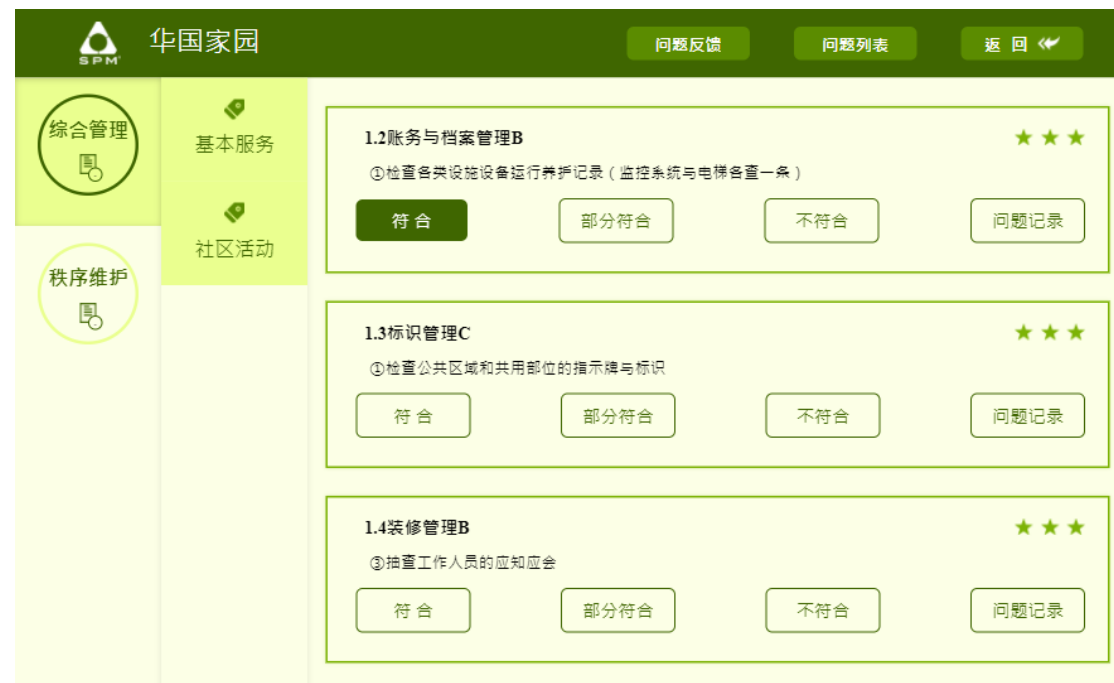 SPM
华国家园
问题反馈
问题列表
返 回
综合管理
秩序维护
基本服务
社区活动
1.2账务与档案管理B
①检查各类设施设备运行养护记录（监控系统与电梯各查一条）
符 合
部分符合
不符合
问题记录
1.3标识管理C
①检查公共区域和共用部位的指示牌与标识
符 合
部分符合
不符合
问题记录
1.4装修管理B
③抽查工作人员的应知应会
符 合
部分符合
不符合
问题记录